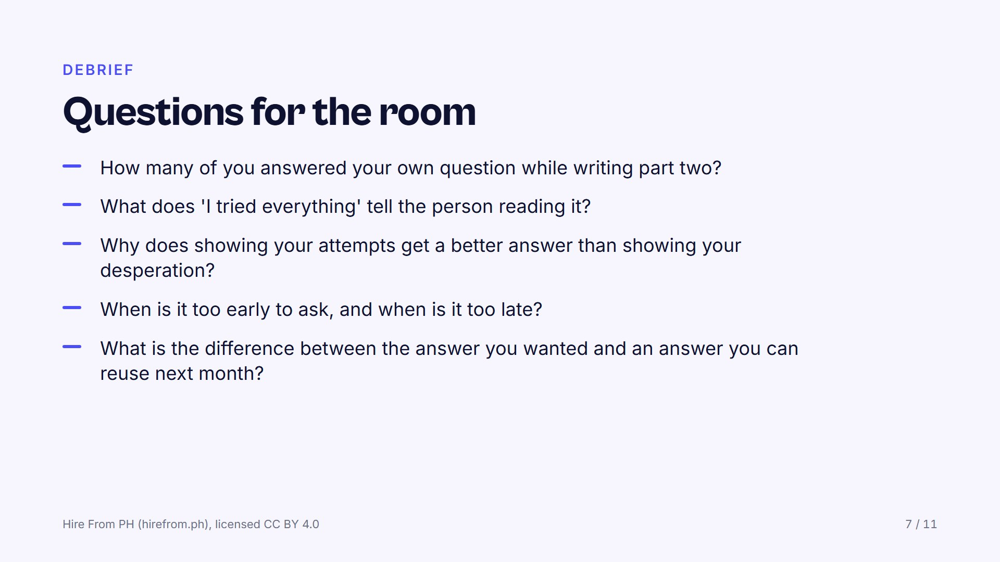 DEBRIEF
Questions for the room
How many of you answered your own question while writing part two?
What does 'I tried everything' tell the person reading it?
Why does showing your attempts get a better answer than showing your
desperation?
When is it too early to ask, and when is it too late?
What is the difference between the answer you wanted and an answer you can
reuse next month?
Hire From PH (hirefrom.ph), licensed CC BY 4.0
7 / 11